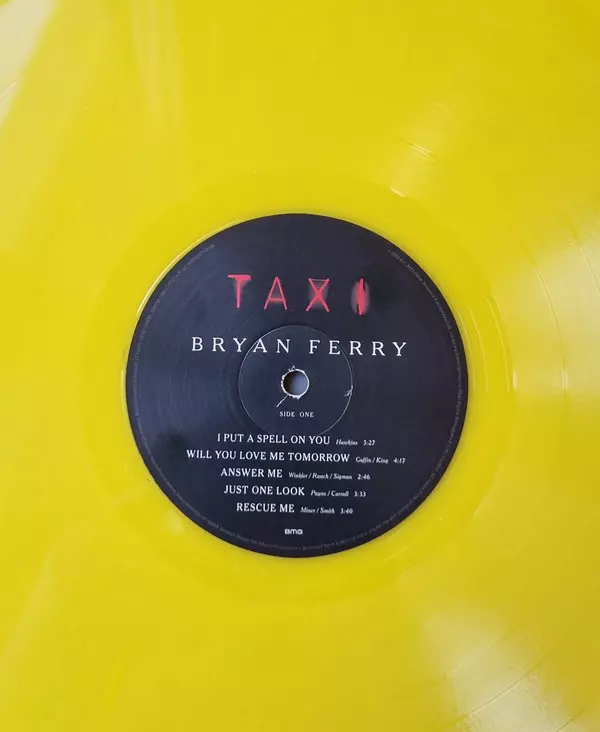 TAXI
BRYAN FERRY
SIDE ONE
I PUT A SPELL ON YOU Hawkins 5:27
WILL YOU LOVE ME TOMORROW Goffin / King 4:17
ANSWER ME Winkler / Rauch / Sigman 2:46
JUST ONE LOOK Payne / Carroll 3:33
RESCUE ME Miner / Smith 3:40
BMG